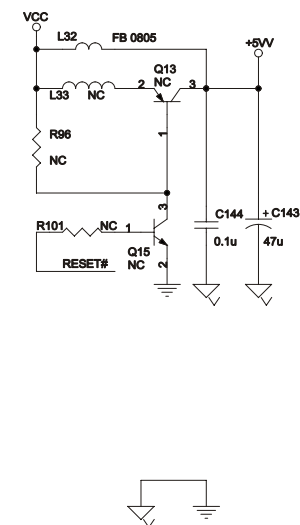 VCC
L32 FB 0805
+5VV
Q13
NC
L33 NC 2 3
R96
1
NC
3
R101 NC 1
C144 + C143
Q15
NC
0.1u 47u
RESET#
2